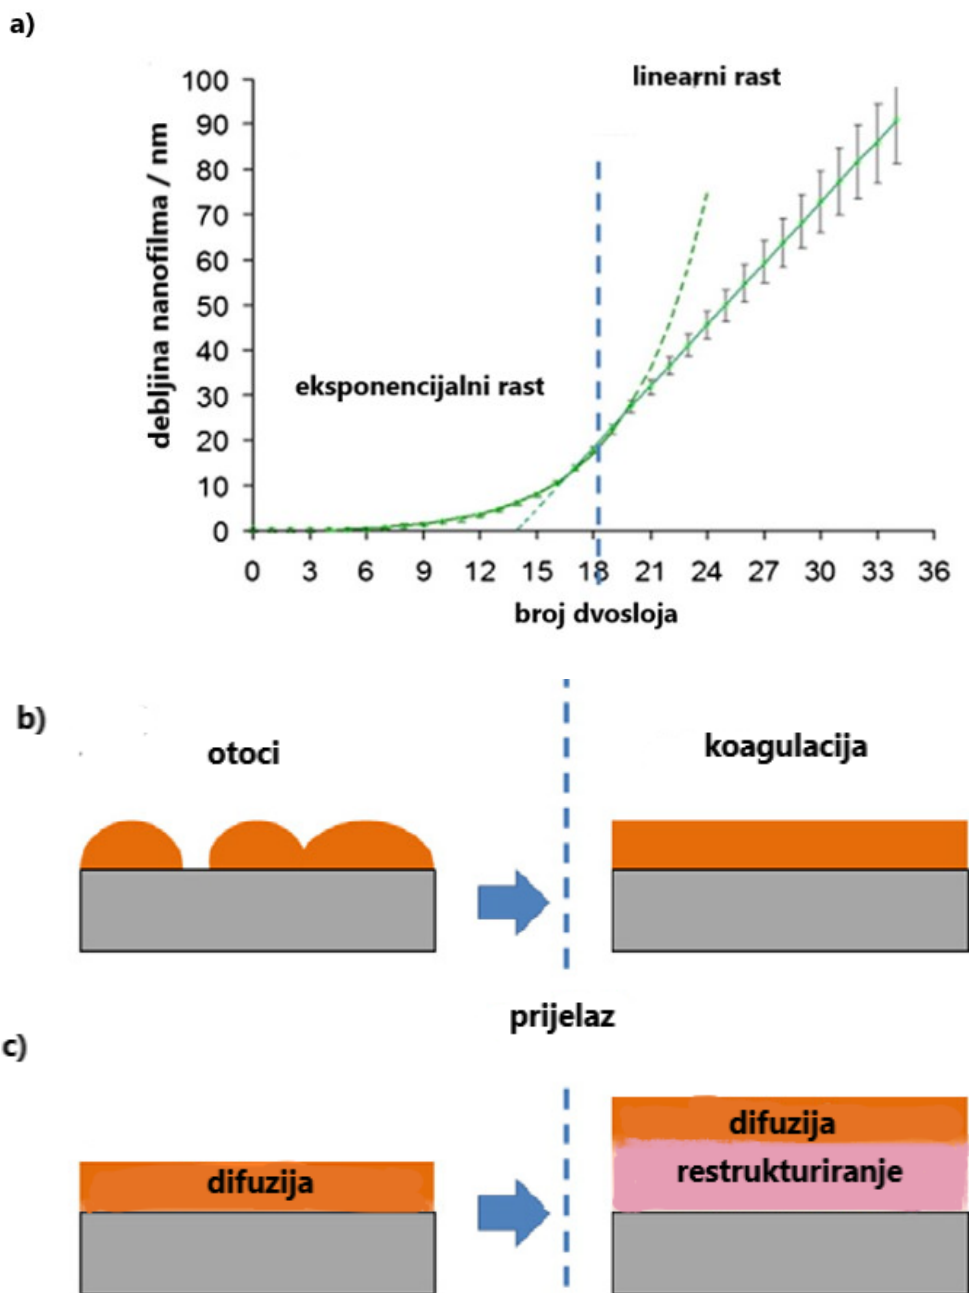 a)
linearni rast
debljina nanofilma / nm
100
90
80
70
60
50
40
30
20
10
0
eksponencijalni rast
0 3 6 9 12 15 18 21 24 27 30 33 36
broj dvosloja
b)
otoci
koagulacija
prijelaz
c)
difuzija
difuzija
restrukturiranje